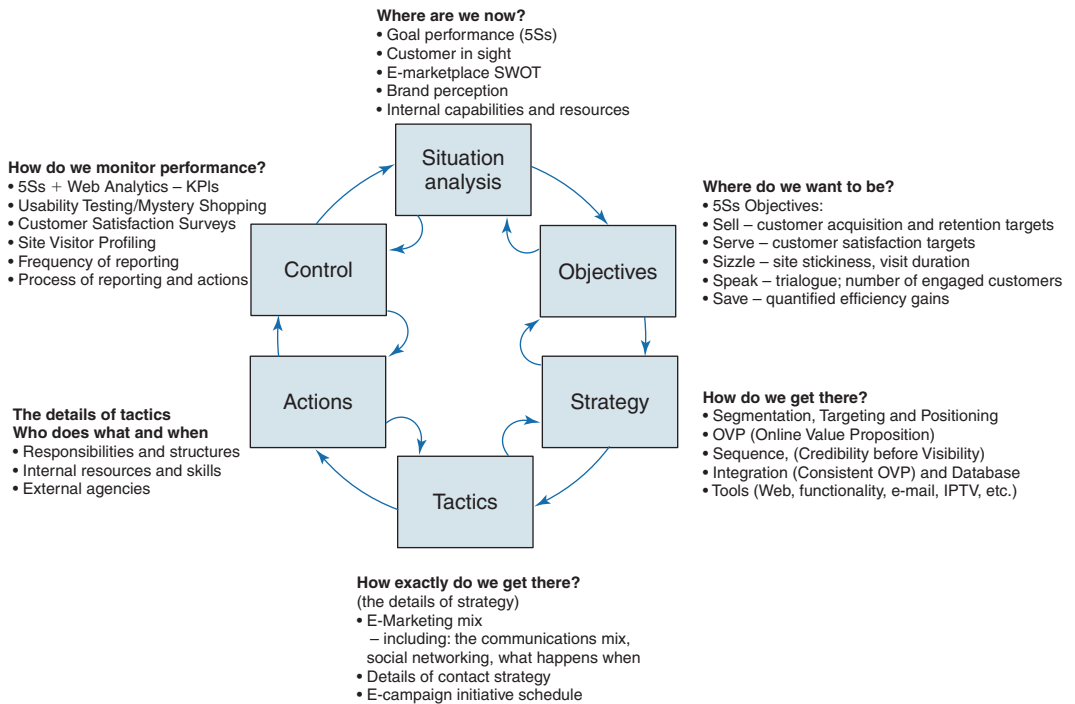 Where are we now?
• Goal performance (5Ss)
• Customer in sight
• E-marketplace SWOT
• Brand perception
• Internal capabilities and resources
Situation
analysis
How do we monitor performance?
• 5Ss + Web Analytics – KPIs
• Usability Testing/Mystery Shopping
• Customer Satisfaction Surveys
• Site Visitor Profiling
• Frequency of reporting
• Process of reporting and actions
Control
Where do we want to be?
• 5Ss Objectives:
• Sell – customer acquisition and retention targets
• Serve – customer satisfaction targets
• Sizzle – site stickiness, visit duration
• Speak – trialogue; number of engaged customers
• Save – quantified efficiency gains
Objectives
Actions
Strategy
The details of tactics
Who does what and when
• Responsibilities and structures
• Internal resources and skills
• External agencies
How do we get there?
• Segmentation, Targeting and Positioning
• OVP (Online Value Proposition)
• Sequence, (Credibility before Visibility)
• Integration (Consistent OVP) and Database
• Tools (Web, functionality, e-mail, IPTV, etc.)
Tactics
How exactly do we get there?
(the details of strategy)
• E-Marketing mix
– including: the communications mix,
social networking, what happens when
• Details of contact strategy
• E-campaign initiative schedule